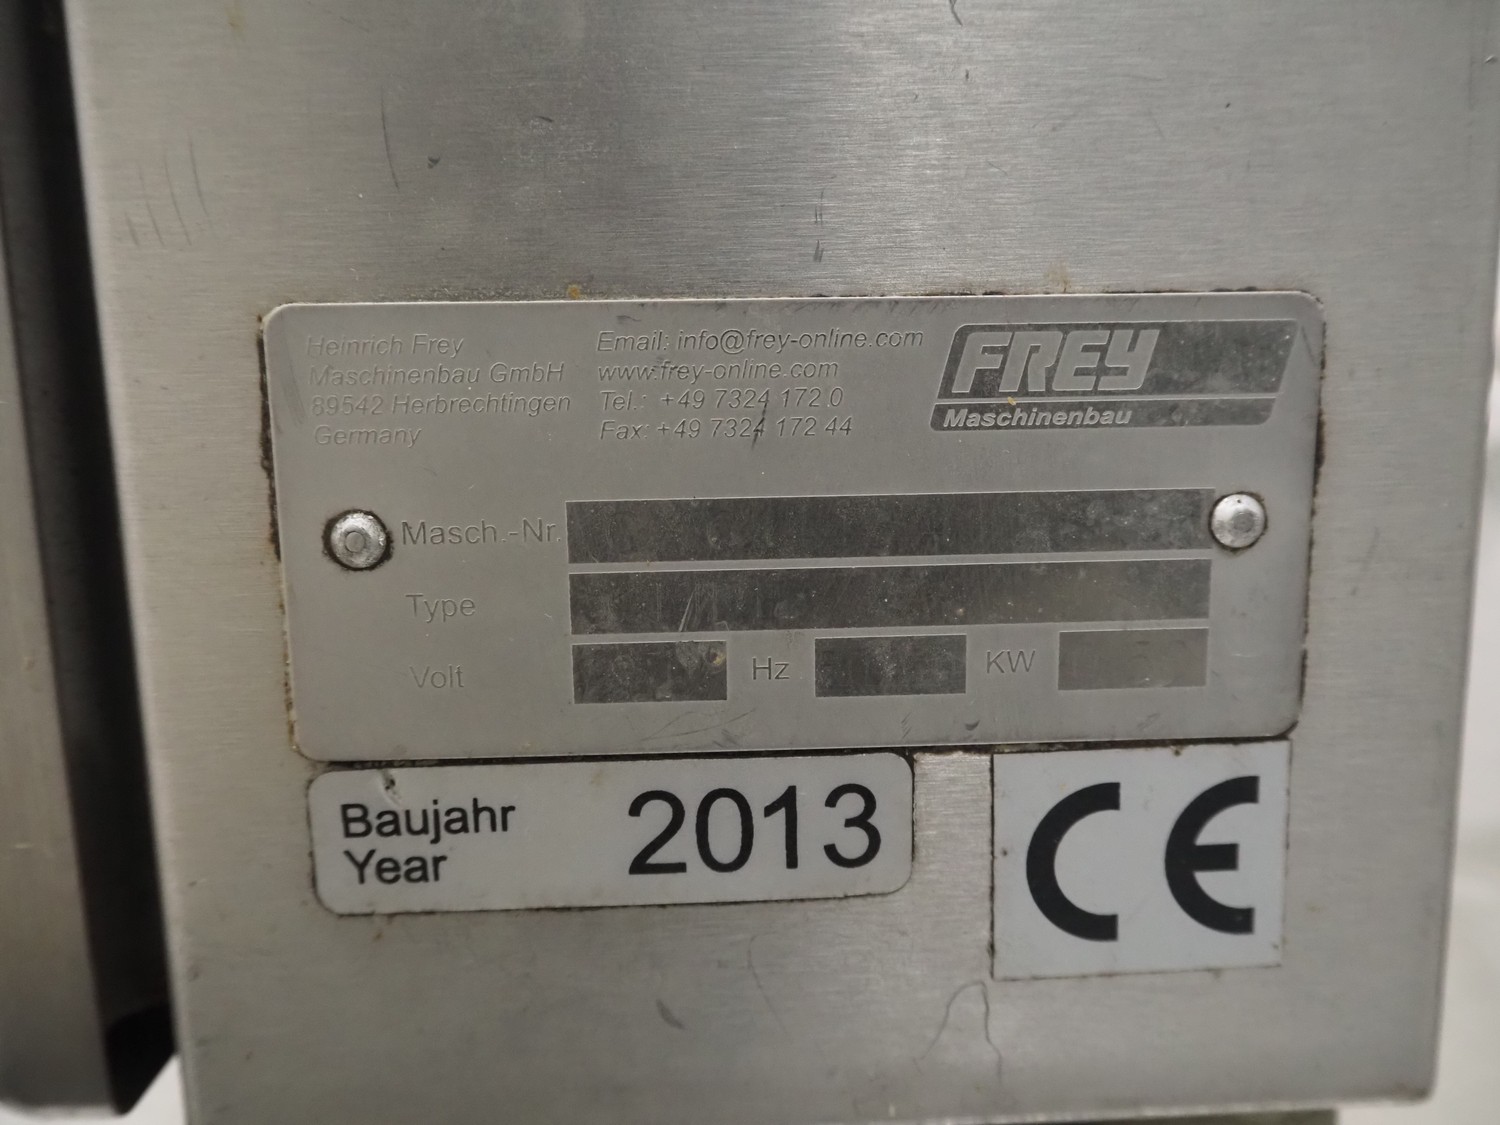 Heinrich Frey
Maschinenbau GmbH
89542 Herbrechtingen
Germany
Email: info@frey-online.com
www.frey-online.com
Tel.: +49 7324 172 0
Fax: +49 7324 172 44
FREY
Maschinenbau
Masch.-Nr.
Type
Volt Hz KW
Baujahr
Year
2013
CE